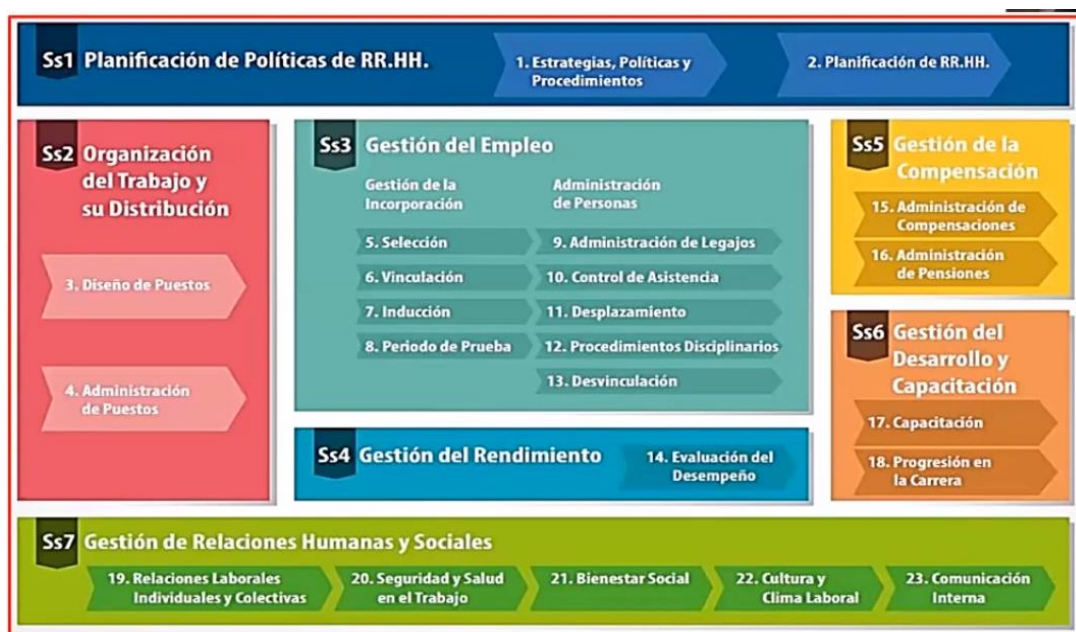 Ss1 Planificación de Políticas de RR.HH.
1. Estrategias, Políticas y
Procedimientos
2. Planificación de RR.HH.
Ss2 Organización
del Trabajo y
su Distribución
3. Diseño de Puestos
4. Administración
de Puestos
Ss3 Gestión del Empleo
Gestión de la
Incorporación
5. Selección
6. Vinculación
7. Inducción
8. Periodo de Prueba
Administración
de Personas
9. Administración de Legajos
10. Control de Asistencia
11. Desplazamiento
12. Procedimientos Disciplinarios
13. Desvinculación
Ss4 Gestión del Rendimiento
14. Evaluación del
Desempeño
Ss5 Gestión de la
Compensación
15. Administración de
Compensaciones
16. Administración
de Pensiones
Ss6 Gestión del
Desarrollo y
Capacitación
17. Capacitación
18. Progresión en
la Carrera
Ss7 Gestión de Relaciones Humanas y Sociales
19. Relaciones Laborales
Individuales y Colectivas
20. Seguridad y Salud
en el Trabajo
21. Bienestar Social
22. Cultura y
Clima Laboral
23. Comunicación
Interna